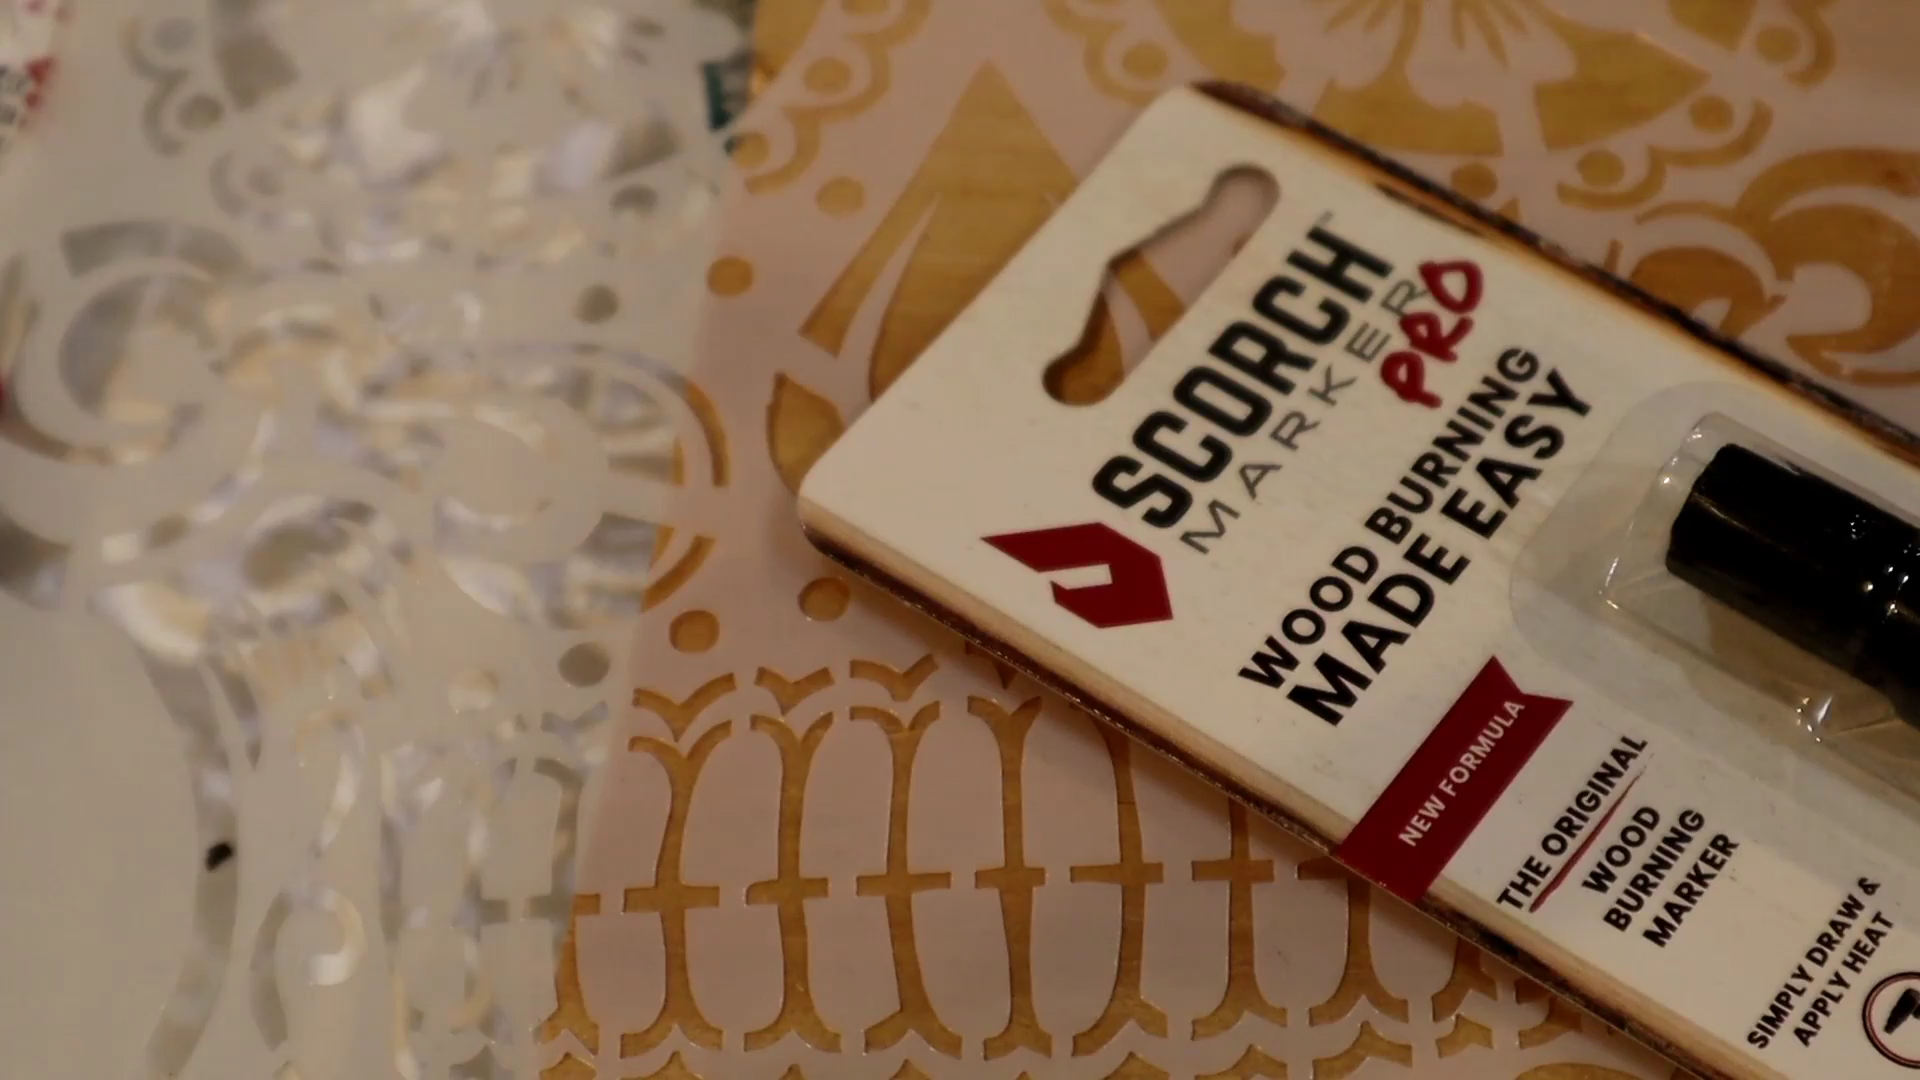 SCORCH
MARKER PRO
WOOD BURNING
MADE EASY
NEW FORMULA
THE ORIGINAL
WOOD
BURNING
MARKER
SIMPLY DRAW &
APPLY HEAT